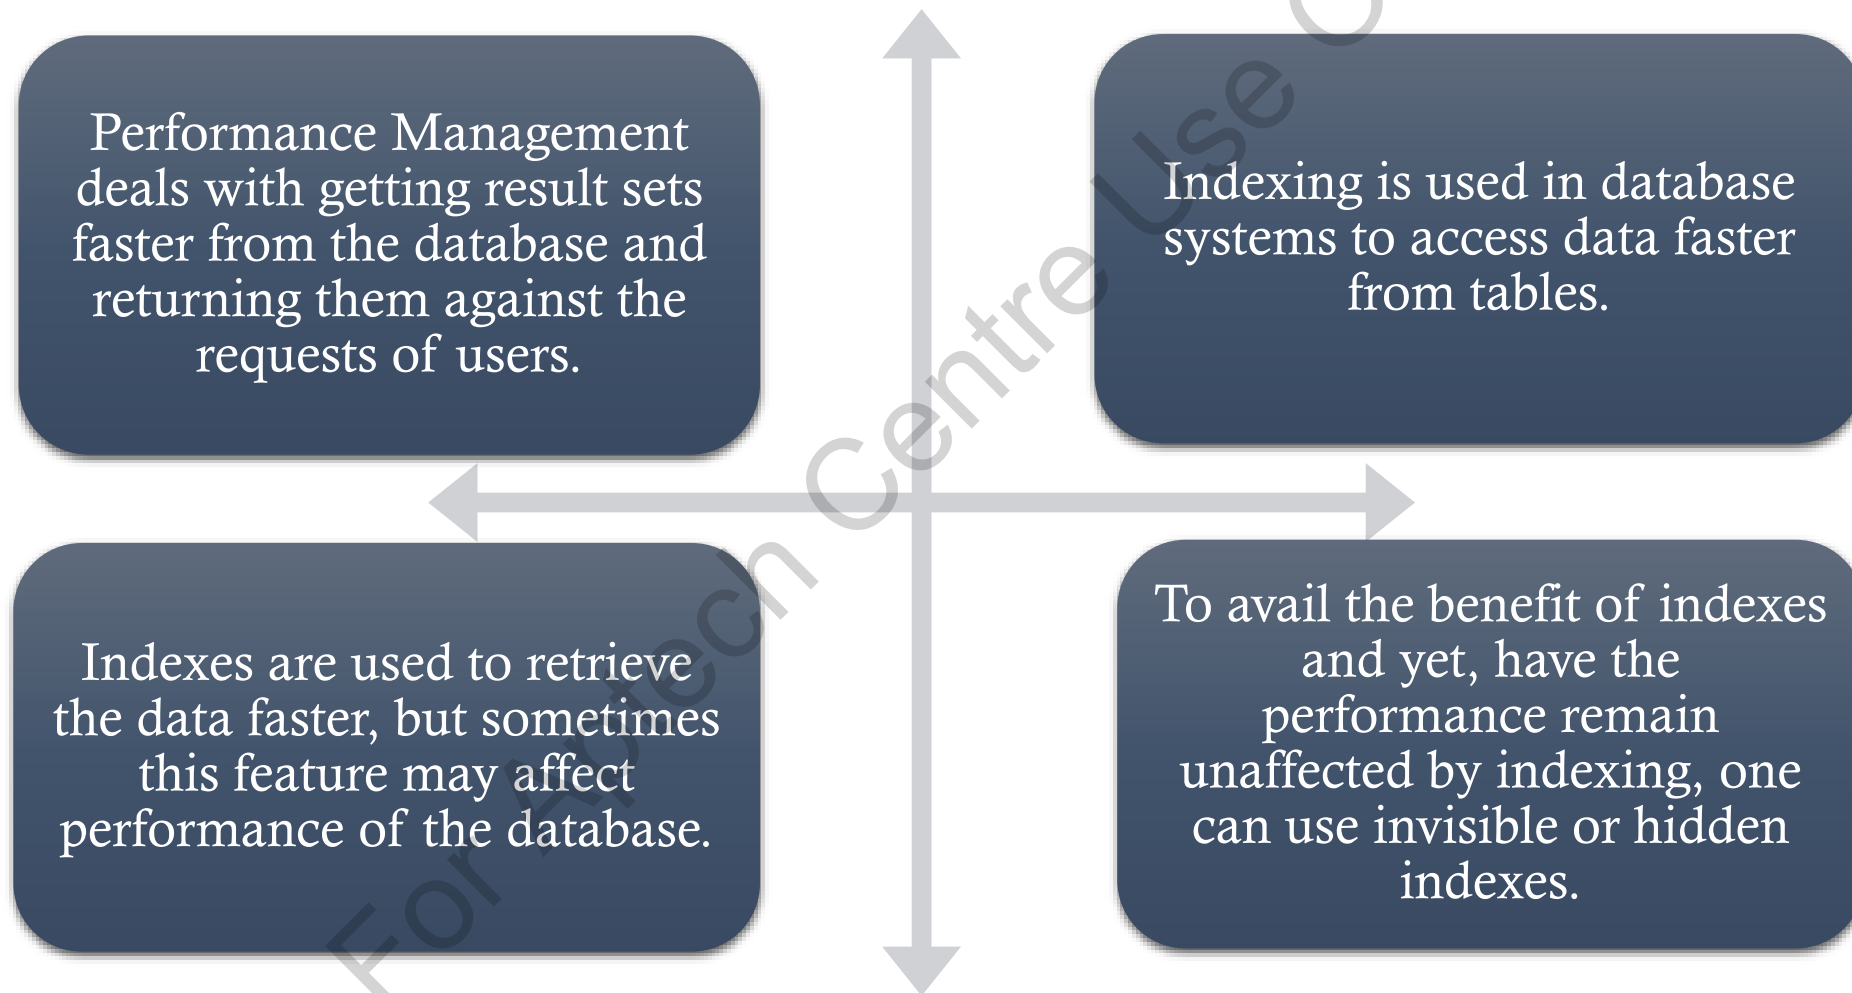 Performance Management
deals with getting result sets
faster from the database and
returning them against the
requests of users.
Indexing is used in database
systems to access data faster
from tables.
Indexes are used to retrieve
the data faster, but sometimes
this feature may affect
performance of the database.
To avail the benefit of indexes
and yet, have the
performance remain
unaffected by indexing, one
can use invisible or hidden
indexes.
For Aptech Centre Use